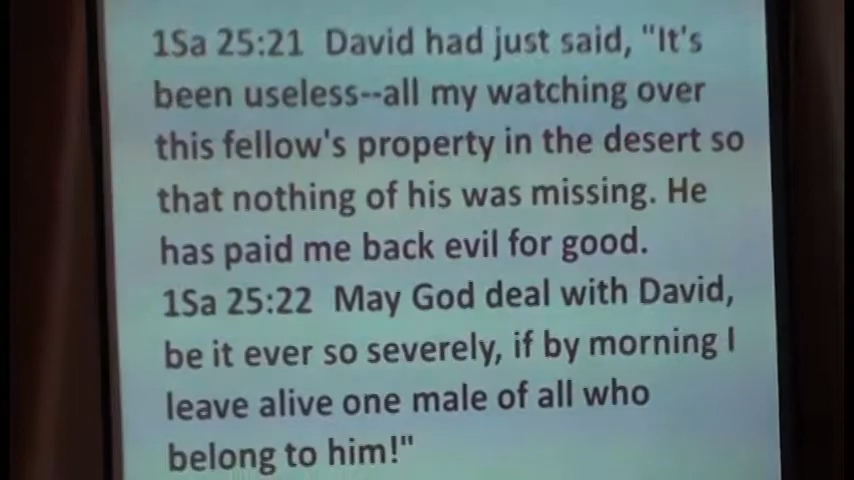 1Sa 25:21 David had just said, "It's
been useless--all my watching over
this fellow's property in the desert so
that nothing of his was missing. He
has paid me back evil for good.
1Sa 25:22 May God deal with David,
be it ever so severely, if by morning I
leave alive one male of all who
belong to him!"